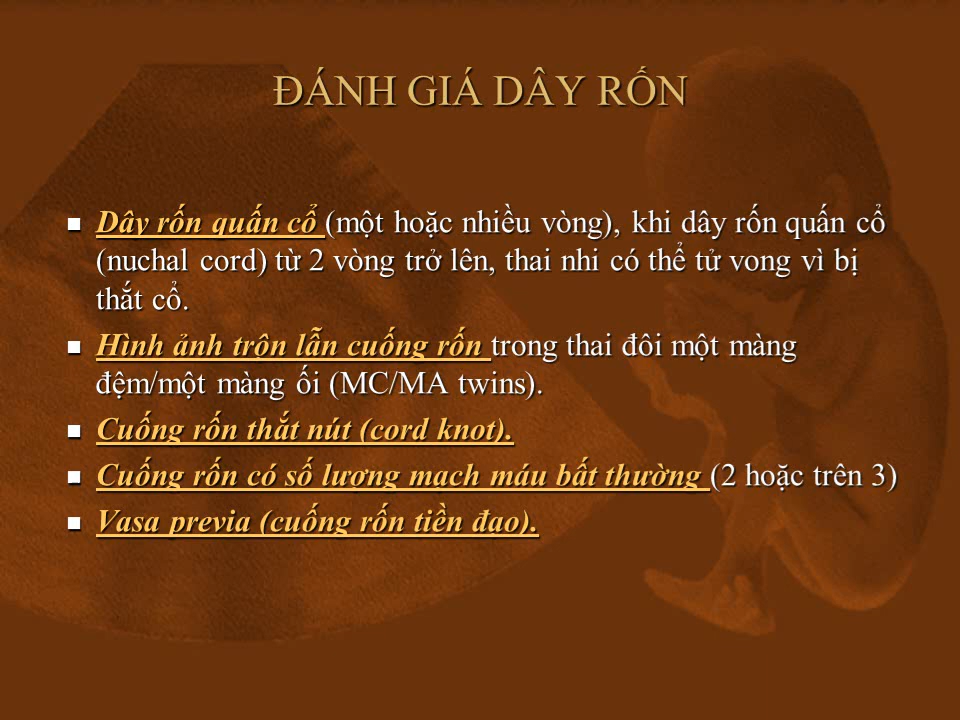 ĐÁNH GIÁ DÂY RỐN
Dây rốn quấn cổ (một hoặc nhiều vòng), khi dây rốn quấn cổ
(nuchal cord) từ 2 vòng trở lên, thai nhi có thể tử vong vì bị
thắt cổ.
Hình ảnh trộn lẫn cuống rốn trong thai đôi một màng
đệm/một màng ối (MC/MA twins).
Cuống rốn thắt nút (cord knot).
Cuống rốn có số lượng mạch máu bất thường (2 hoặc trên 3)
Vasa previa (cuống rốn tiền đạo).